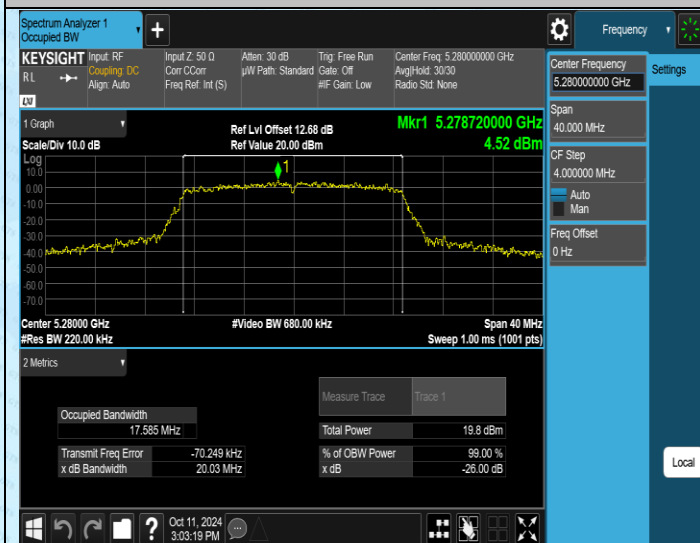 Spectrum Analyzer 1
Occupied BW
Frequency
KEYSIGHT
RL
LXI
Input: RF
Coupling: DC
Align: Auto
Input Z: 50 Ω
Corr CCorr
Freq Ref: Int (S)
Atten: 30 dB
µW Path: Standard
Trig: Free Run
Gate: Off
#IF Gain: Low
Center Freq: 5.280000000 GHz
Avg|Hold: 30/30
Radio Std: None
Center Frequency
5.280000000 GHz
Settings
Span
40.000 MHz
CF Step
4.000000 MHz
Auto
Man
Freq Offset
0 Hz
Local
1 Graph
Scale/Div 10.0 dB
Ref Lvl Offset 12.68 dB
Ref Value 20.00 dBm
Mkr1 5.278720000 GHz
4.52 dBm
Log
10.0
0.00
-10.0
-20.0
-30.0
-40.0
-50.0
-60.0
-70.0
1
Center 5.28000 GHz
#Res BW 220.00 kHz
#Video BW 680.00 kHz
Span 40 MHz
Sweep 1.00 ms (1001 pts)
2 Metrics
Measure Trace
Trace 1
Occupied Bandwidth
17.585 MHz
Total Power
19.8 dBm
Transmit Freq Error
-70.249 kHz
% of OBW Power
99.00 %
x dB Bandwidth
20.03 MHz
x dB
-26.00 dB
Oct 11, 2024
3:03:19 PM